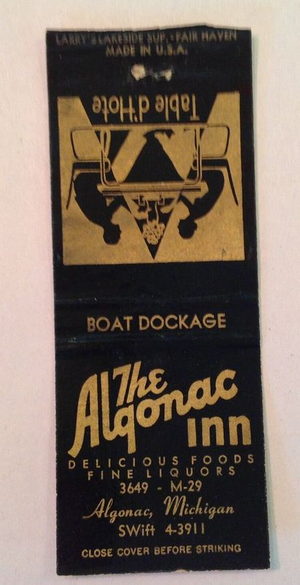 LARRY'S LAKESIDE SUP. - FAIR HAVEN
MADE IN U.S.A.
Table d'Hote
BOAT DOCKAGE
The
Algonac
Inn
DELICIOUS FOODS
FINE LIQUORS
3649 - M-29
Algonac, Michigan
SWift 4-3911
CLOSE COVER BEFORE STRIKING